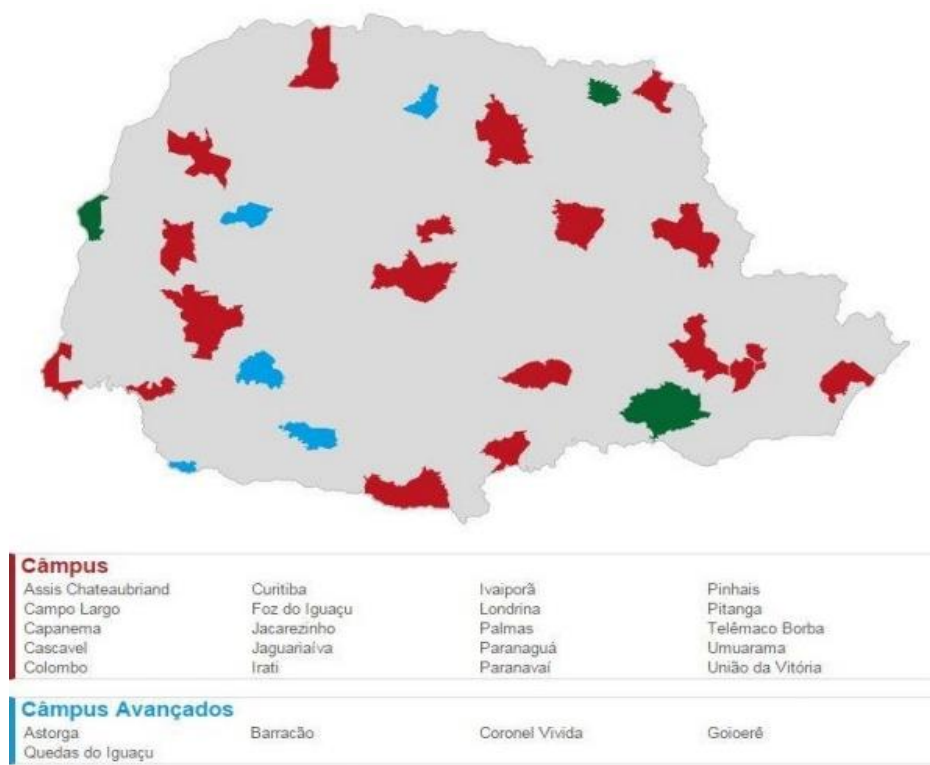 Câmpus
Assis Chateaubriand Curitiba Ivaiporã Pinhais
Campo Largo Foz do Iguaçu Londrina Pitanga
Capanema Jacarezinho Palmas Telêmaco Borba
Cascavel Jaguariaíva Paranaguá Umuarama
Colombo Irati Paranavaí União da Vitória
Câmpus Avançados
Astorga Barracão Coronel Vivida Goioerê
Quedas do Iguaçu